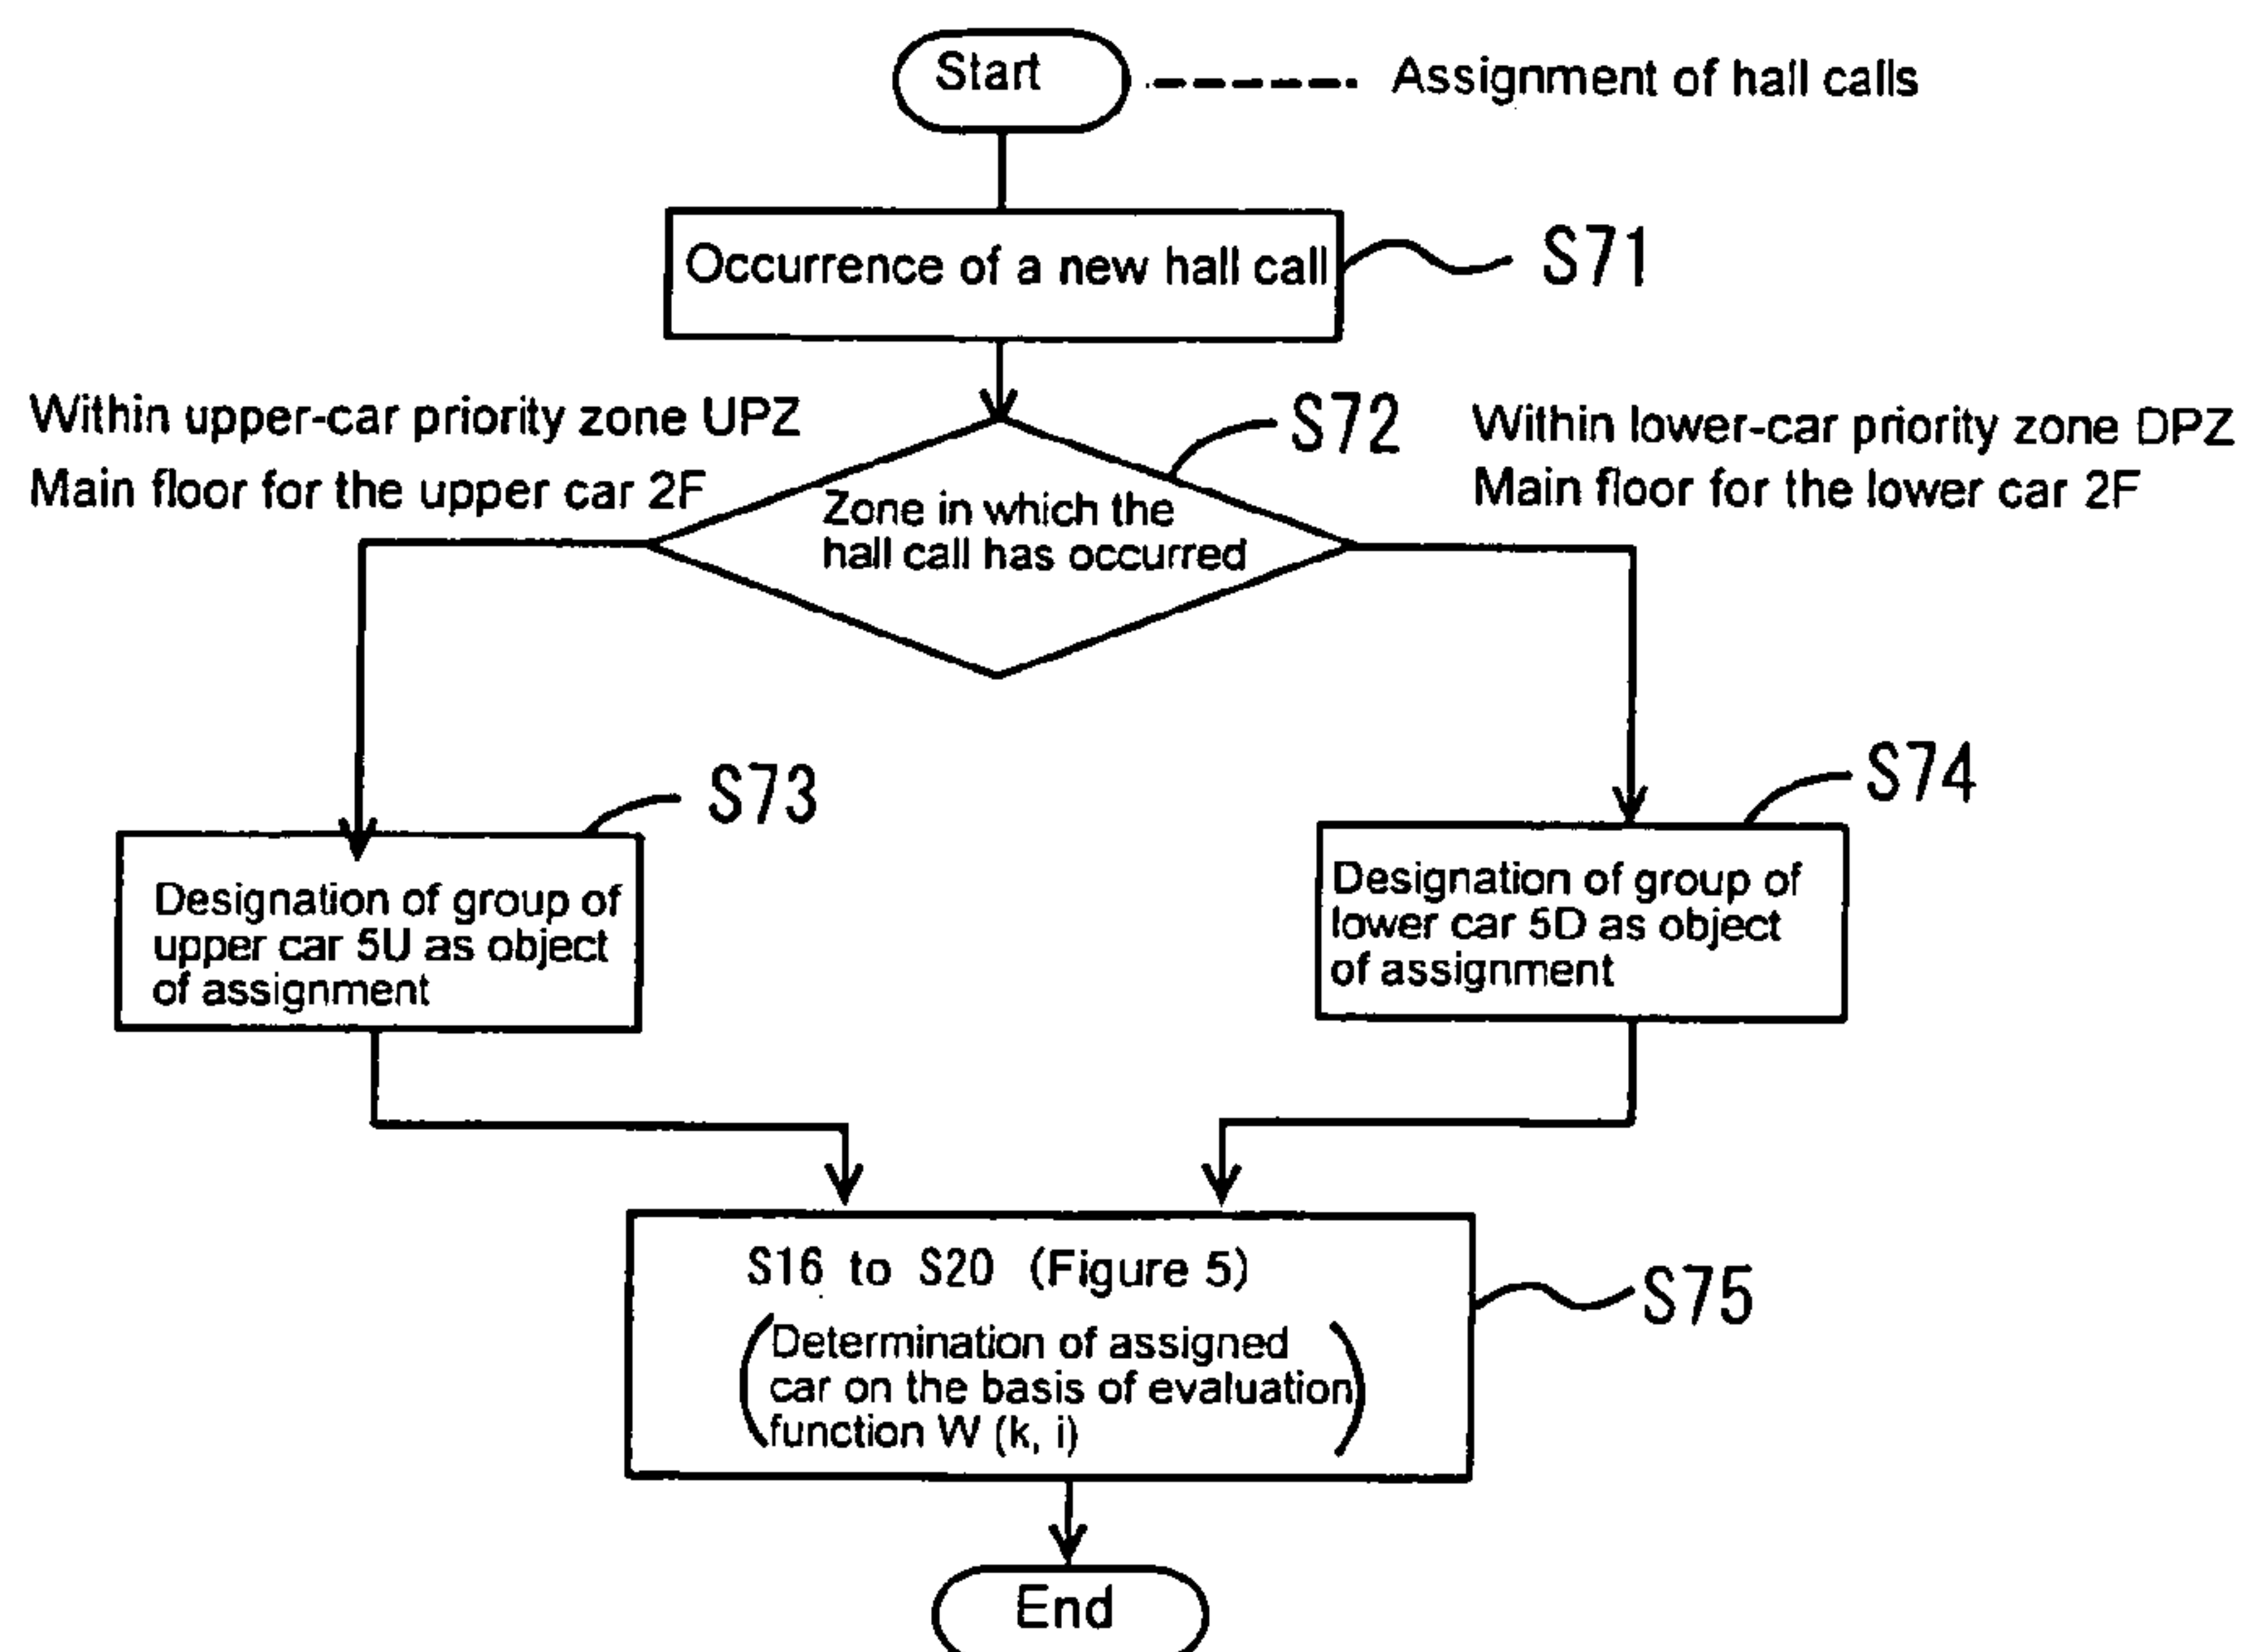 Start
Assignment of hall calls
Occurrence of a new hall call
S71
Within upper-car priority zone UPZ
Main floor for the upper car 2F
S72
Within lower-car priority zone DPZ
Main floor for the lower car 2F
Zone in which the
hall call has occurred
S73
Designation of group of
upper car 5U as object
of assignment
S74
Designation of group of
lower car 5D as object
of assignment
S16 to S20 (Figure 5)
(Determination of assigned
car on the basis of evaluation
function W (k, i))
S75
End